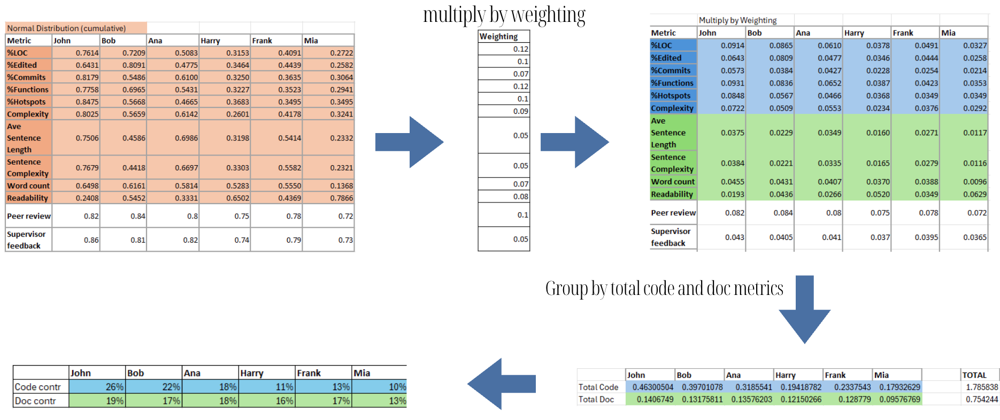 multiply by weighting
Normal Distribution (cumulative)
Metric John Bob Ana Harry Frank Mia
%LOC 0.7614 0.7209 0.5083 0.3153 0.4091 0.2722
%Edited 0.6431 0.8091 0.4775 0.3464 0.4439 0.2582
%Commits 0.8179 0.5486 0.6100 0.3250 0.3635 0.3064
%Functions 0.7758 0.6965 0.5431 0.3227 0.3523 0.2941
%Hotspots 0.8475 0.5668 0.4665 0.3683 0.3495 0.3495
Complexity 0.8025 0.5659 0.6142 0.2601 0.4178 0.3241
Ave
Sentence
Length 0.7506 0.4586 0.6986 0.3198 0.5414 0.2332
Sentence
Complexity 0.7679 0.4418 0.6697 0.3303 0.5582 0.2321
Word count 0.6498 0.6161 0.5814 0.5283 0.5550 0.1368
Readability 0.2408 0.5452 0.3331 0.6502 0.4369 0.7866
Peer review 0.82 0.84 0.8 0.75 0.78 0.72
Supervisor
feedback 0.86 0.81 0.82 0.74 0.79 0.73
Weighting
0.12
0.1
0.07
0.12
0.1
0.09
0.05
0.05
0.07
0.08
0.1
0.05
Multiply by Weighting
Metric John Bob Ana Harry Frank Mia
%LOC 0.0914 0.0865 0.0610 0.0378 0.0491 0.0327
%Edited 0.0643 0.0809 0.0477 0.0346 0.0444 0.0258
%Commits 0.0573 0.0384 0.0427 0.0228 0.0254 0.0214
%Functions 0.0931 0.0836 0.0652 0.0387 0.0423 0.0353
%Hotspots 0.0848 0.0567 0.0466 0.0368 0.0349 0.0349
Complexity 0.0722 0.0509 0.0553 0.0234 0.0376 0.0292
Ave
Sentence
Length 0.0375 0.0229 0.0349 0.0160 0.0271 0.0117
Sentence
Complexity 0.0384 0.0221 0.0335 0.0165 0.0279 0.0116
Word count 0.0455 0.0431 0.0407 0.0370 0.0388 0.0096
Readability 0.0193 0.0436 0.0266 0.0520 0.0349 0.0629
Peer review 0.082 0.084 0.08 0.075 0.078 0.072
Supervisor
feedback 0.043 0.0405 0.041 0.037 0.0395 0.0365
Group by total code and doc metrics
John Bob Ana Harry Frank Mia TOTAL
Total Code 0.46300504 0.39701078 0.3185541 0.19418782 0.2337543 0.17932629 1.785838
Total Doc 0.1406749 0.13175811 0.13576203 0.12150266 0.128779 0.09576769 0.754244
John Bob Ana Harry Frank Mia
Code contr 26% 22% 18% 11% 13% 10%
Doc contr 19% 17% 18% 16% 17% 13%